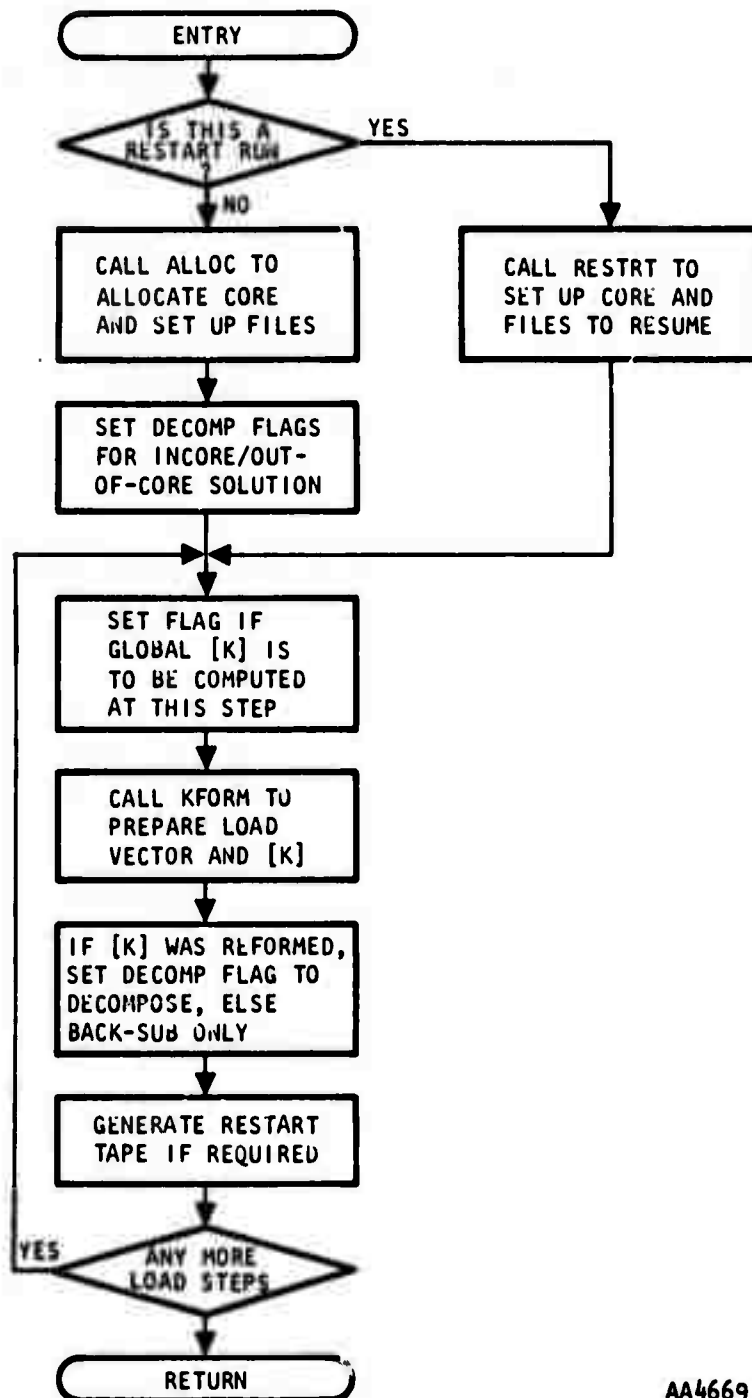 ENTRY
IS THIS A
RESTART RUN
?
YES
NO
CALL ALLOC TO
ALLOCATE CORE
AND SET UP FILES
CALL RESTRT TO
SET UP CORE AND
FILES TO RESUME
SET DECOMP FLAGS
FOR INCORE/OUT-
OF-CORE SOLUTION
SET FLAG IF
GLOBAL [K] IS
TO BE COMPUTED
AT THIS STEP
CALL KFORM TO
PREPARE LOAD
VECTOR AND [K]
IF [K] WAS REFORMED,
SET DECOMP FLAG TO
DECOMPOSE, ELSE
BACK-SUB ONLY
GENERATE RESTART
TAPE IF REQUIRED
YES
ANY MORE
LOAD STEPS
RETURN
AA4669